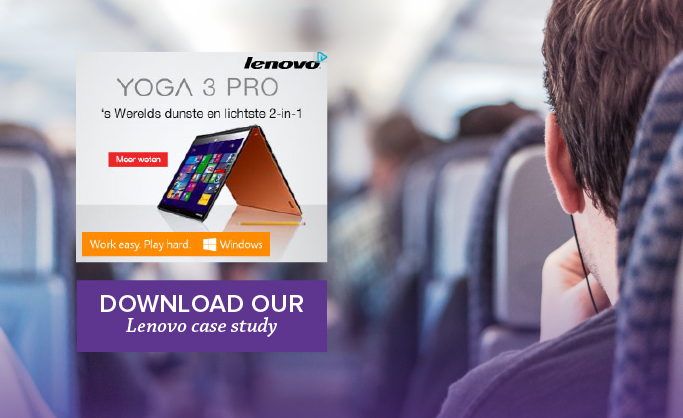 lenovo
YOGA 3 PRO
's Werelds dunste en lichtste 2-in-1
Meer weten
Work easy. Play hard. Windows
DOWNLOAD OUR
Lenovo case study